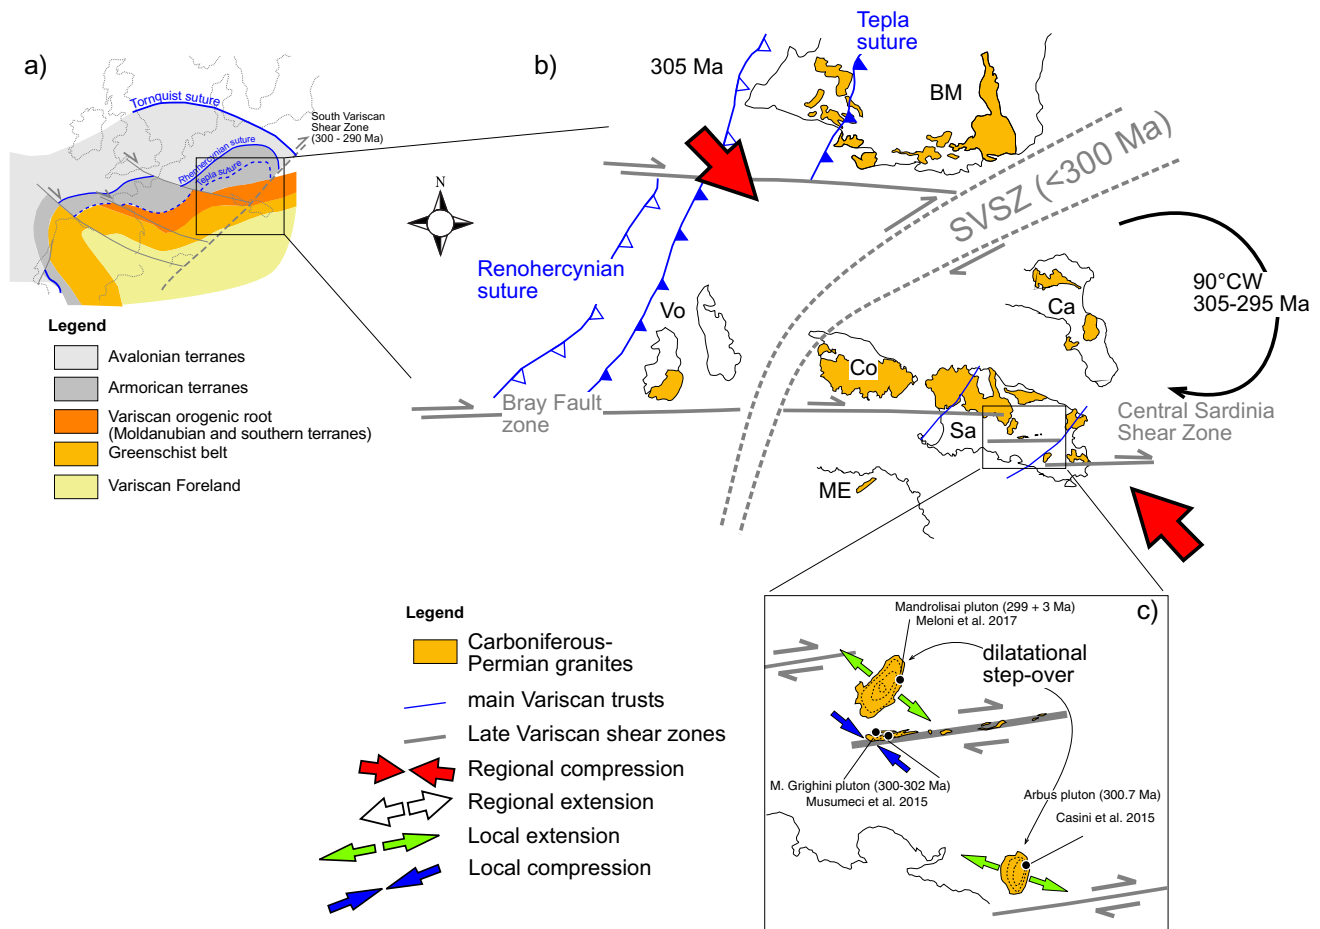 a)
Tornquist suture
South Variscan
Shear Zone
(300 - 290 Ma)
Rhenhercynian suture
Tepla suture
Legend
Avalonian terranes
Armorican terranes
Variscan orogenic root
(Moldanubian and southern terranes)
Greenschist belt
Variscan Foreland
N
b)
305 Ma
Tepla
suture
BM
SVSZ (<300 Ma)
Renohercynian
suture
Vo
90°CW
305-295 Ma
Ca
Co
Bray Fault
zone
Sa
Central Sardinia
Shear Zone
ME
Legend
Carboniferous-
Permian granites
main Variscan trusts
Late Variscan shear zones
Regional compression
Regional extension
Local extension
Local compression
c)
Mandrolisai pluton (299 + 3 Ma)
Meloni et al. 2017
dilatational
step-over
M. Grighini pluton (300-302 Ma)
Musumeci et al. 2015
Arbus pluton (300.7 Ma)
Casini et al. 2015